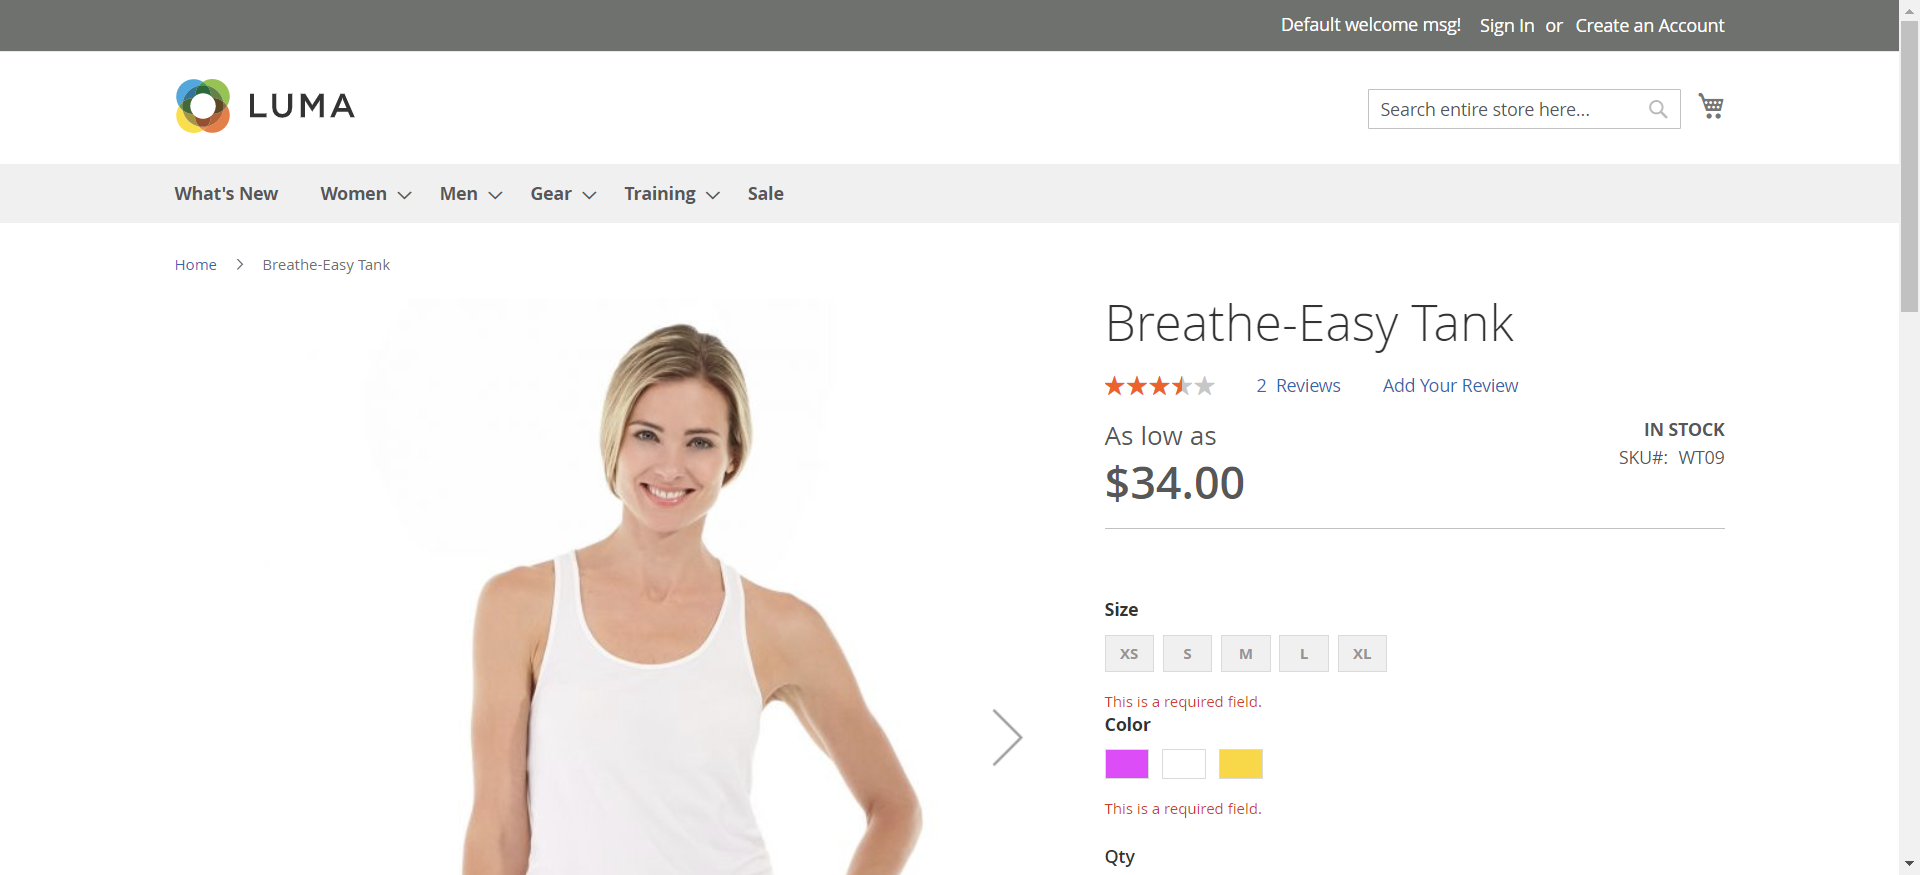 Default welcome msg! Sign In or Create an Account
LUMA
Search entire store here...
What's New Women Men Gear Training Sale
Home Breathe-Easy Tank
Breathe-Easy Tank
2 Reviews Add Your Review
As low as
IN STOCK
$34.00
SKU#: WT09
Size
XS S M L XL
This is a required field.
Color
This is a required field.
Qty